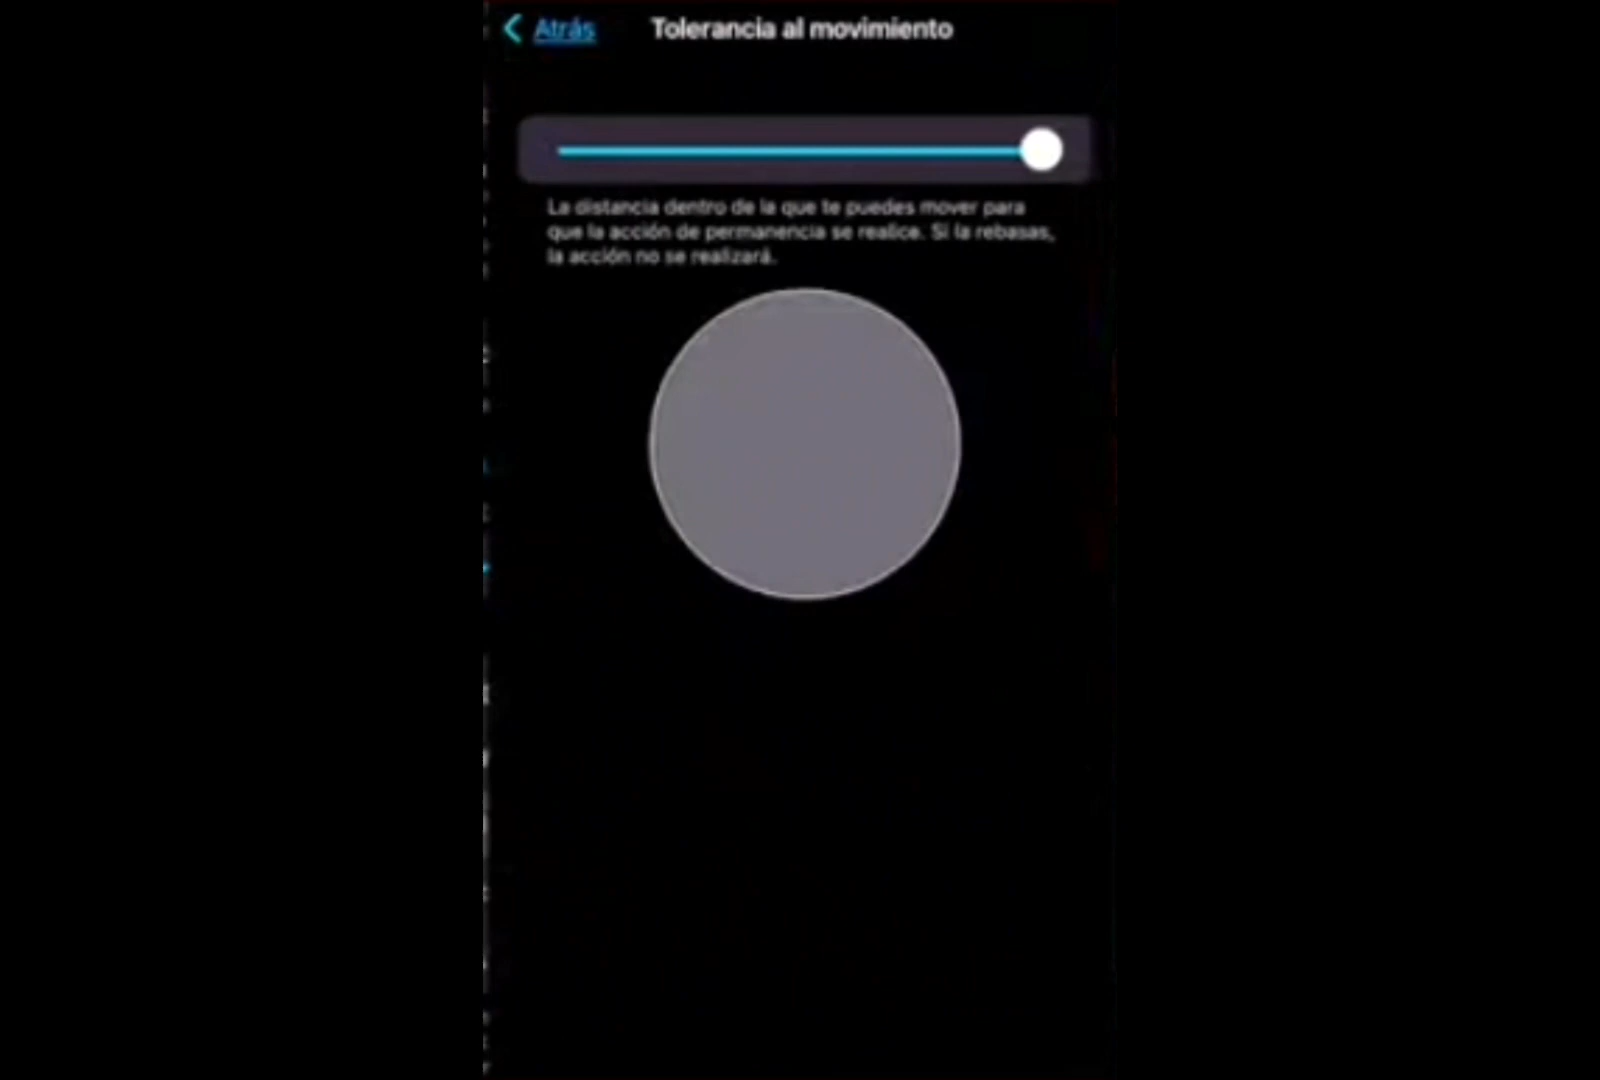 Atrás
Tolerancia al movimiento
La distancia dentro de la que te puedes mover para
que la acción de permanencia se realice. Si la rebasas,
la acción no se realizará.